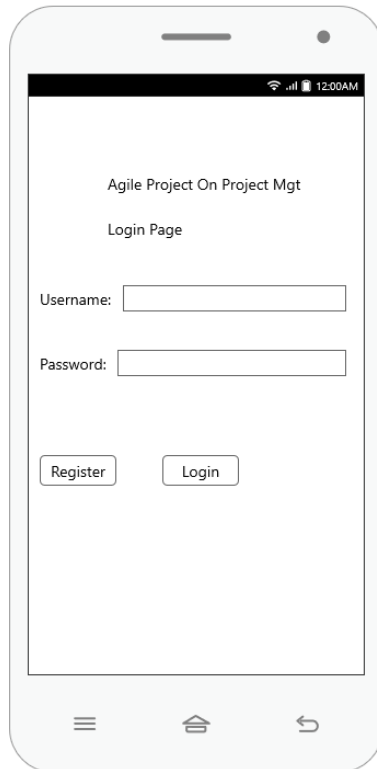 12:00AM
Agile Project On Project Mgt
Login Page
Username:
Password:
Register Login